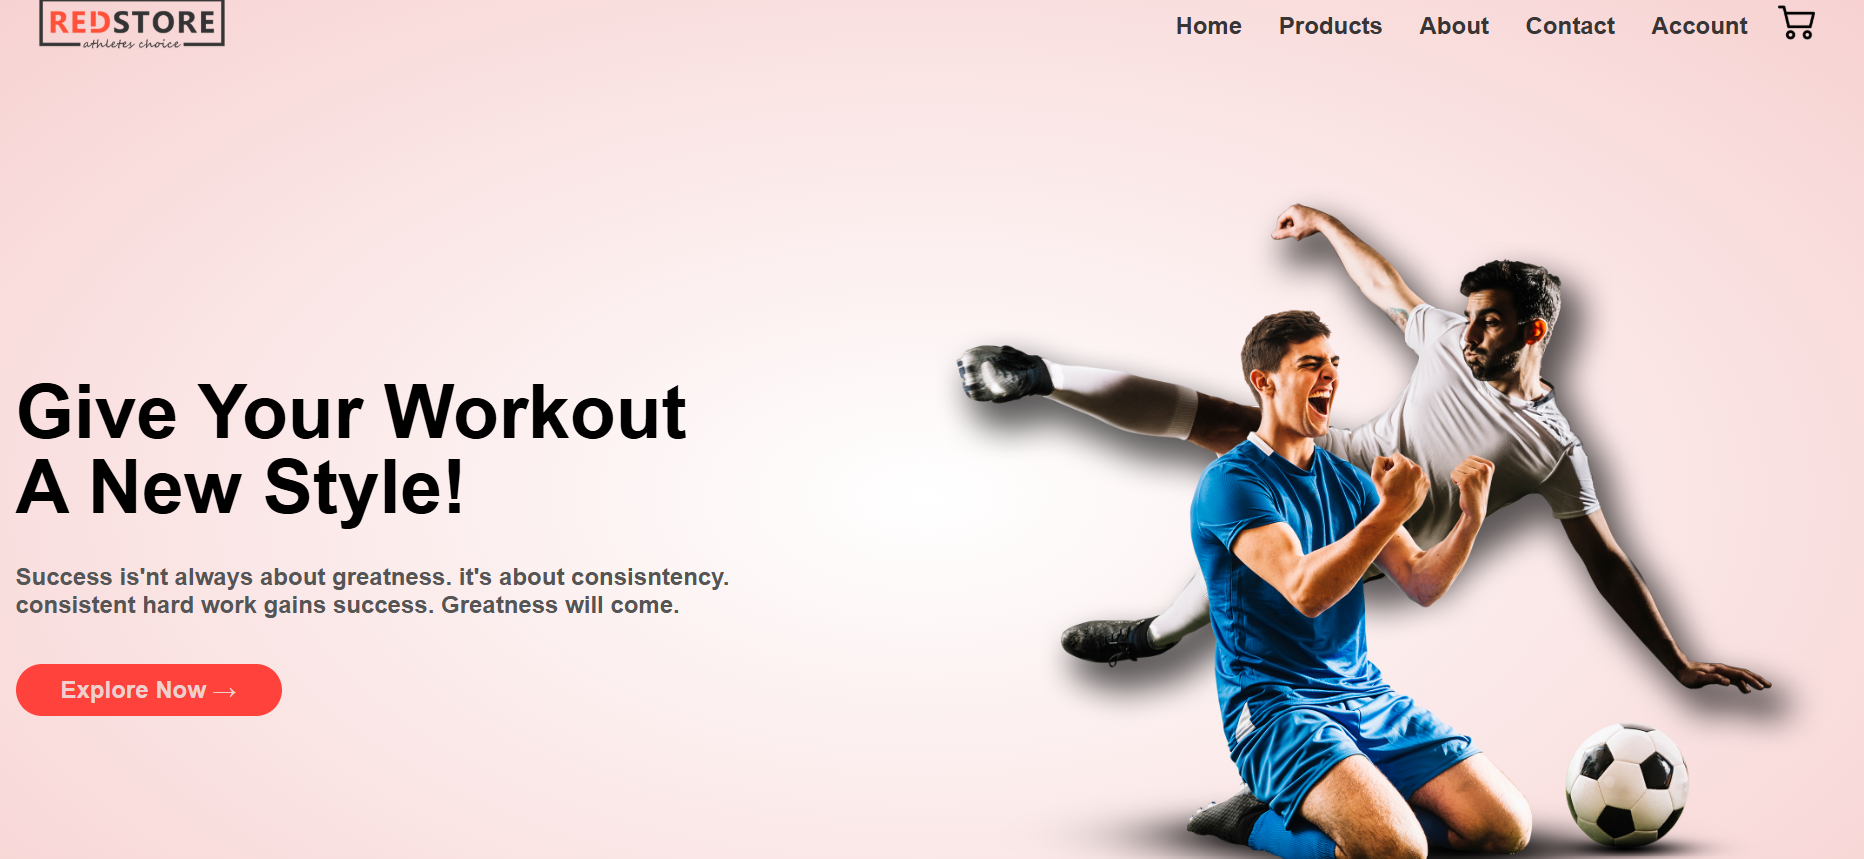 REDSTORE
athletes choice
Home Products About Contact Account
Give Your Workout
A New Style!
Success is'nt always about greatness. it's about consisntency.
consistent hard work gains success. Greatness will come.
Explore Now →